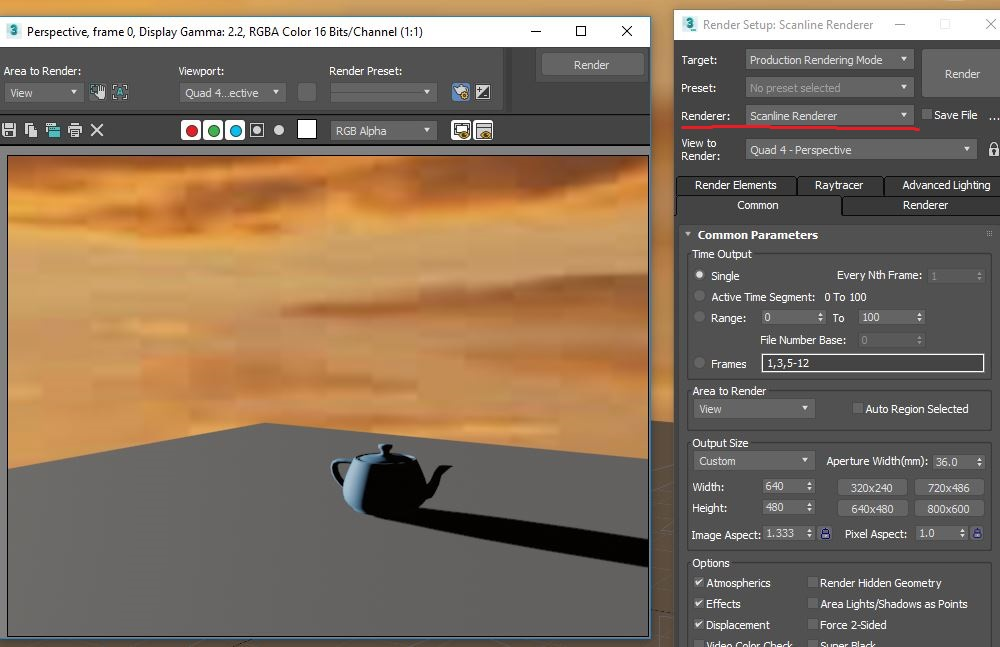 Perspective, frame 0, Display Gamma: 2.2, RGBA Color 16 Bits/Channel (1:1)
Area to Render:
Viewport:
Render Preset:
Render
View
Quad 4...ective
RGB Alpha
Render Setup: Scanline Renderer
Target: Production Rendering Mode
Preset: No preset selected
Render
Renderer: Scanline Renderer
Save File ...
View to Render: Quad 4 - Perspective
Render Elements Raytracer Advanced Lighting
Common Renderer
Common Parameters
Time Output
Single Every Nth Frame: 1
Active Time Segment: 0 To 100
Range: 0 To 100
File Number Base: 0
Frames 1,3,5-12
Area to Render
View Auto Region Selected
Output Size
Custom Aperture Width(mm): 36.0
Width: 640 320x240 720x486
Height: 480 640x480 800x600
Image Aspect: 1.333 Pixel Aspect: 1.0
Options
Atmospherics Render Hidden Geometry
Effects Area Lights/Shadows as Points
Displacement Force 2-Sided
Video Color Check Super Black